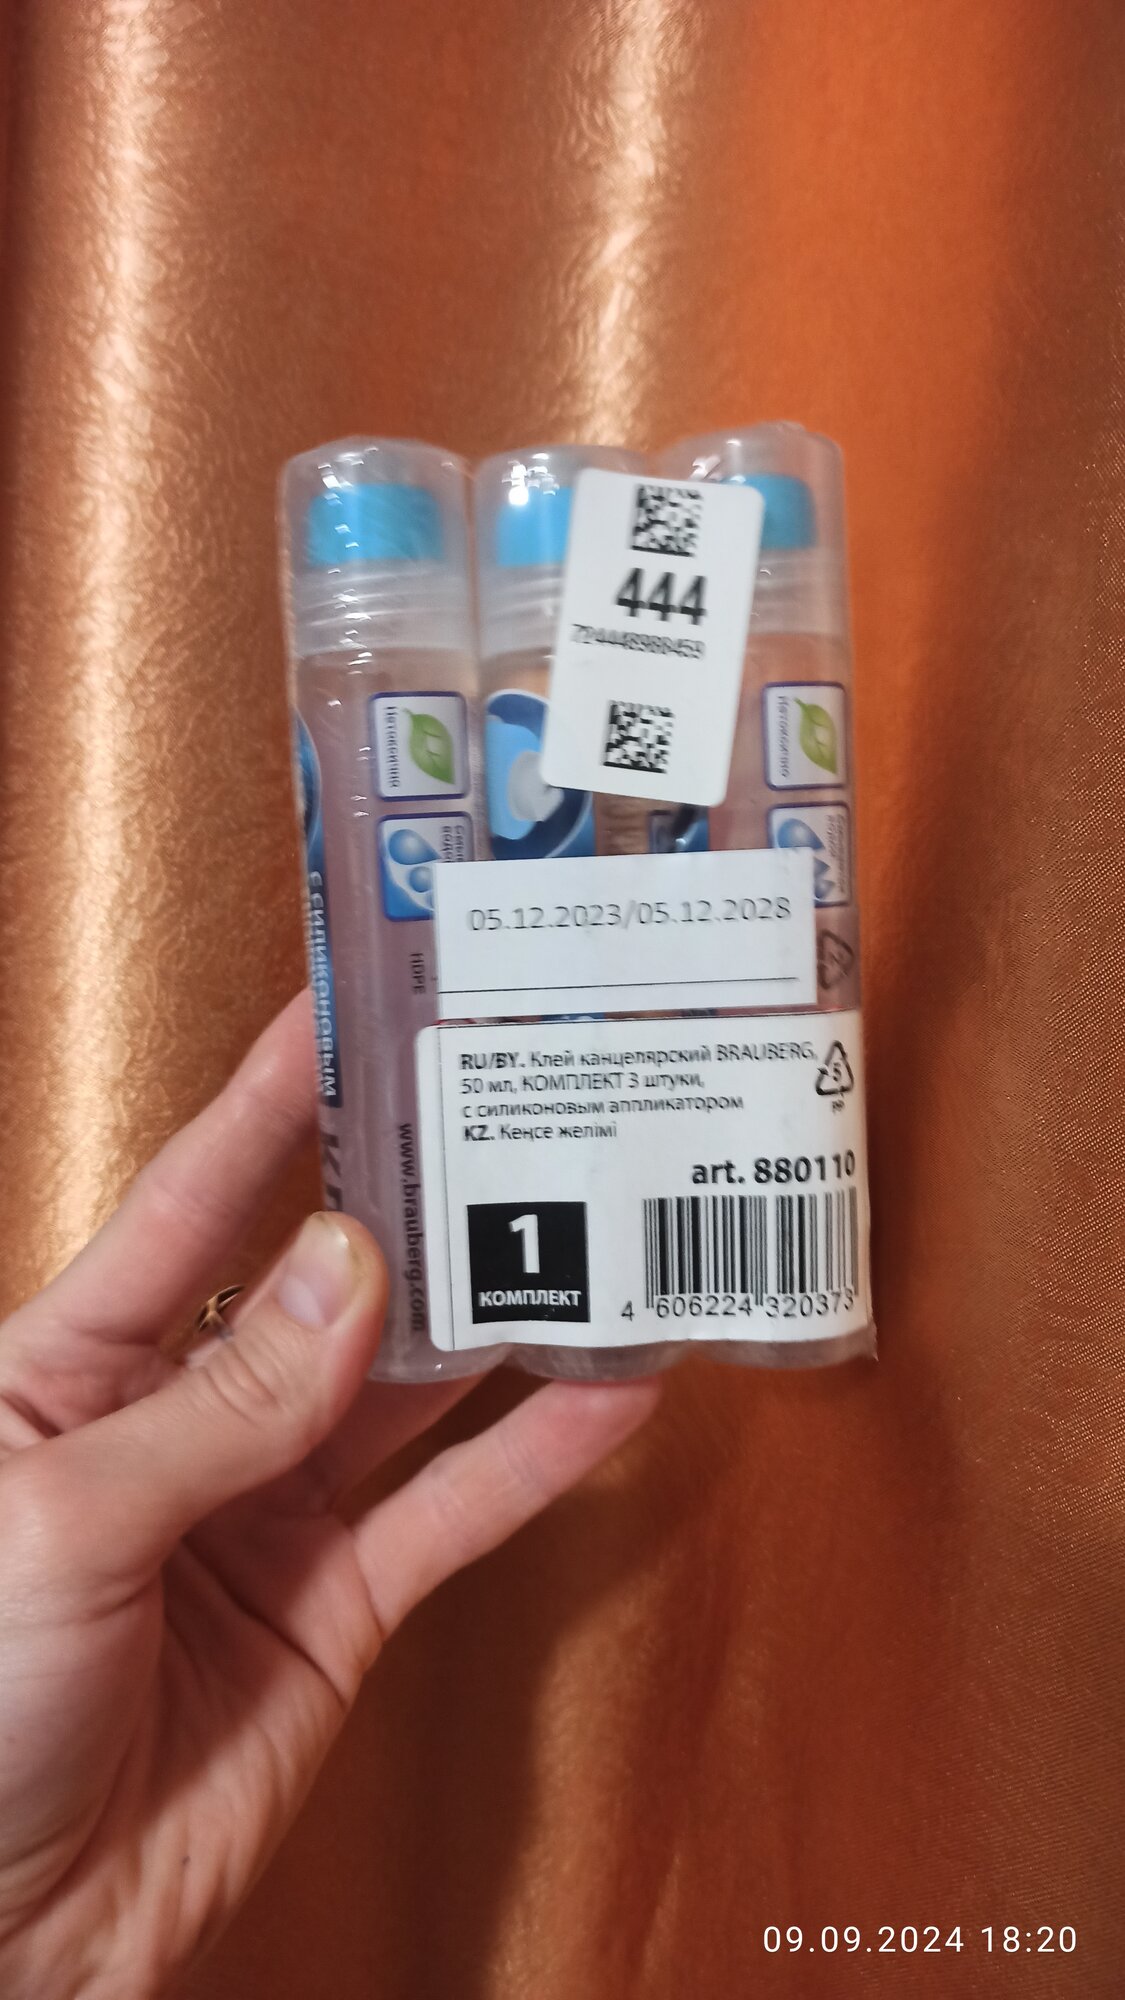 444
Нетоксично
Нетоксично
05.12.2023/05.12.2028
HDPE
с силиконовым
www.brauberg.com
RU/BY. Клей канцелярский BRAUBERG,
50 мл, КОМПЛЕКТ 3 штуки,
с силиконовым аппликатором
KZ. Кеңсе желімі
5
PP
art. 880110
1
КОМПЛЕКТ
4 606224 320373
09.09.2024 18:20